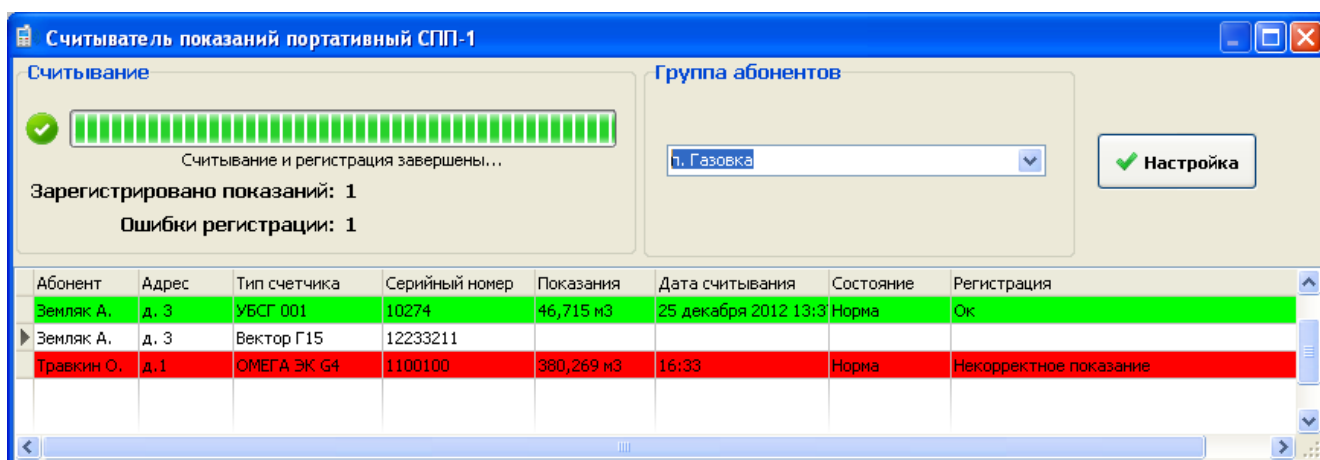 Считыватель показаний портативный СПП-1
Считывание
Считывание и регистрация завершены...
Зарегистрировано показаний: 1
Ошибки регистрации: 1
Группа абонентов
п. Газовка
Настройка
Абонент Адрес Тип счетчика Серийный номер Показания Дата считывания Состояние Регистрация
Земляк А. д. 3 УБСГ 001 10274 46,715 м3 25 декабря 2012 13:3 Норма Ок
Земляк А. д. 3 Вектор Г15 12233211
Травкин О. д.1 ОМЕГА ЭК G4 1100100 380,269 м3 16:33 Норма Некорректное показание